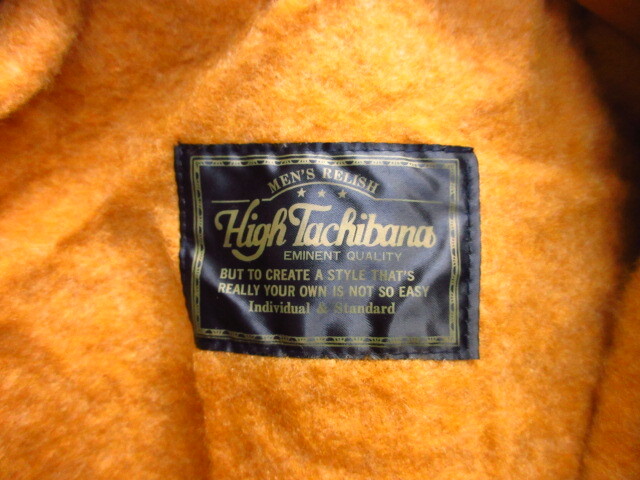 MEN'S RELISH
High Tachibana
EMINENT QUALITY
BUT TO CREATE A STYLE THAT'S
REALLY YOUR OWN IS NOT SO EASY
Individual & Standard